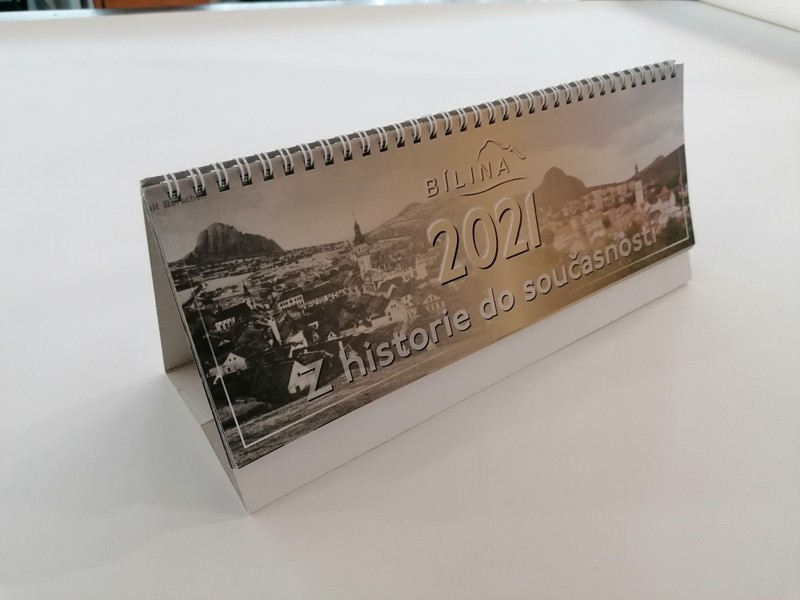 BÍLINA
2021
Z historie do současnosti